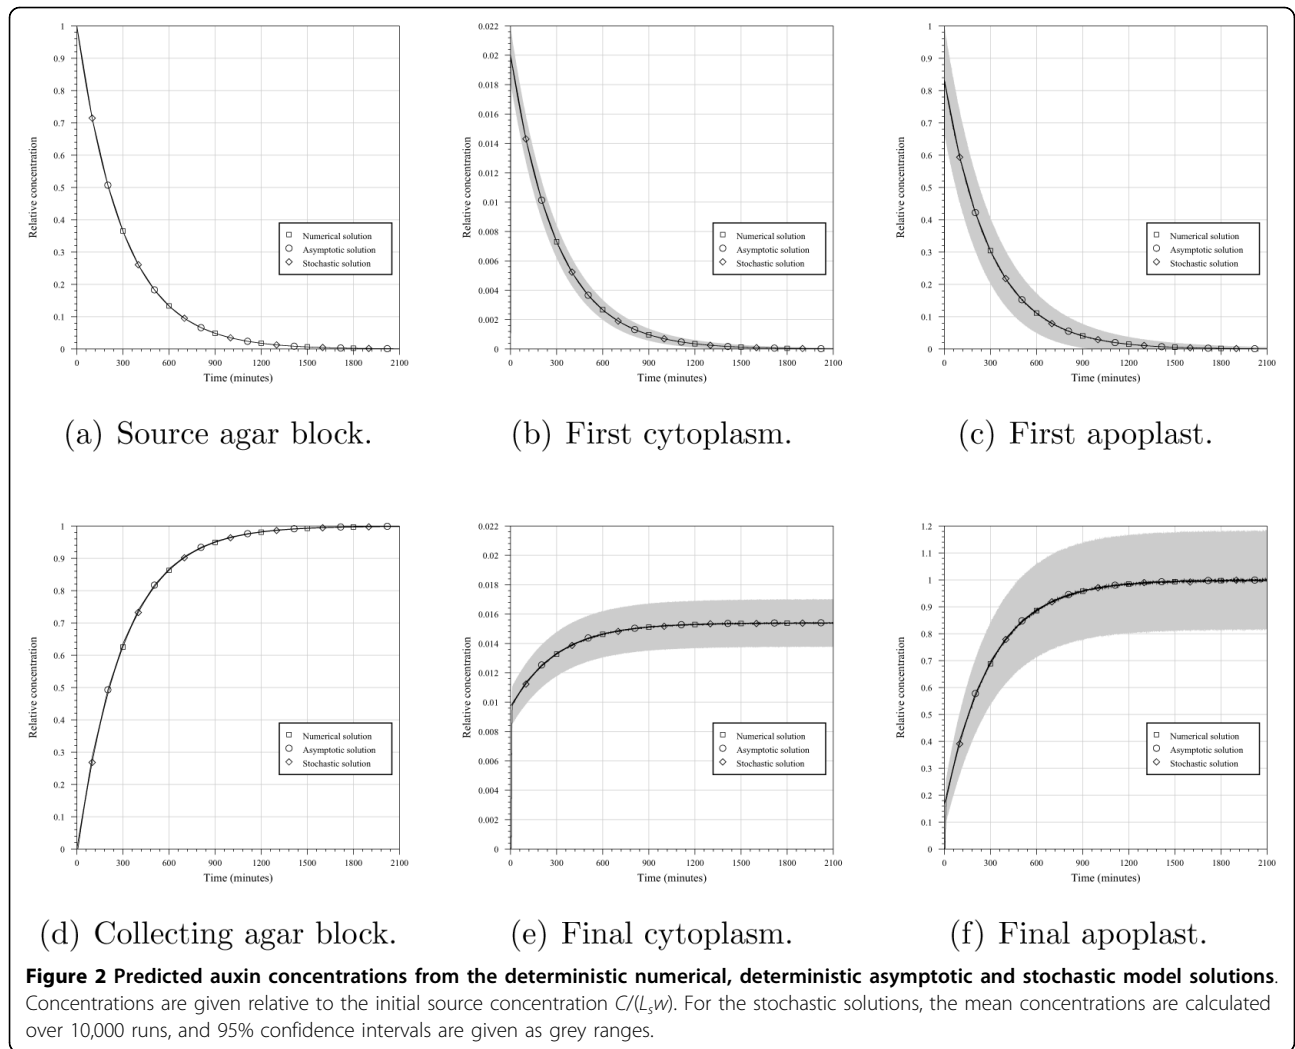 1
0.9
0.8
0.7
0.6
0.5
0.4
0.3
0.2
0.1
0
Relative concentration
0 300 600 900 1200 1500 1800 2100
Time (minutes)
Numerical solution
Asymptotic solution
Stochastic solution
(a) Source agar block.
0.022
0.02
0.018
0.016
0.014
0.012
0.01
0.008
0.006
0.004
0.002
0
Relative concentration
0 300 600 900 1200 1500 1800 2100
Time (minutes)
Numerical solution
Asymptotic solution
Stochastic solution
(b) First cytoplasm.
1
0.9
0.8
0.7
0.6
0.5
0.4
0.3
0.2
0.1
0
Relative concentration
0 300 600 900 1200 1500 1800 2100
Time (minutes)
Numerical solution
Asymptotic solution
Stochastic solution
(c) First apoplast.
1
0.9
0.8
0.7
0.6
0.5
0.4
0.3
0.2
0.1
0
Relative concentration
0 300 600 900 1200 1500 1800 2100
Time (minutes)
Numerical solution
Asymptotic solution
Stochastic solution
(d) Collecting agar block.
0.022
0.02
0.018
0.016
0.014
0.012
0.01
0.008
0.006
0.004
0.002
0
Relative concentration
0 300 600 900 1200 1500 1800 2100
Time (minutes)
Numerical solution
Asymptotic solution
Stochastic solution
(e) Final cytoplasm.
1.2
1.1
1
0.9
0.8
0.7
0.6
0.5
0.4
0.3
0.2
0.1
0
Relative concentration
0 300 600 900 1200 1500 1800 2100
Time (minutes)
Numerical solution
Asymptotic solution
Stochastic solution
(f) Final apoplast.
Figure 2 Predicted auxin concentrations from the deterministic numerical, deterministic asymptotic and stochastic model solutions.
Concentrations are given relative to the initial source concentration C/(Lsw). For the stochastic solutions, the mean concentrations are calculated
over 10,000 runs, and 95% confidence intervals are given as grey ranges.